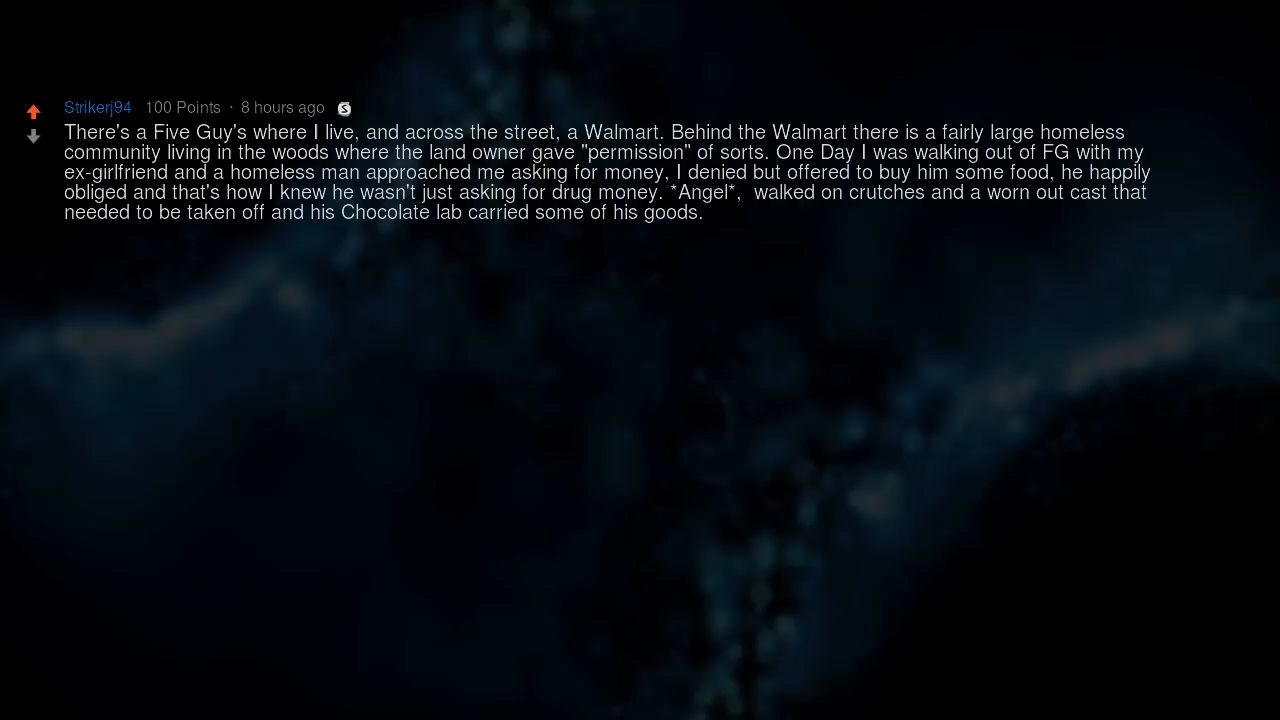 Strikerj94 100 Points · 8 hours ago
There's a Five Guy's where I live, and across the street, a Walmart. Behind the Walmart there is a fairly large homeless
community living in the woods where the land owner gave "permission" of sorts. One Day I was walking out of FG with my
ex-girlfriend and a homeless man approached me asking for money, I denied but offered to buy him some food, he happily
obliged and that's how I knew he wasn't just asking for drug money. *Angel*,  walked on crutches and a worn out cast that
needed to be taken off and his Chocolate lab carried some of his goods.